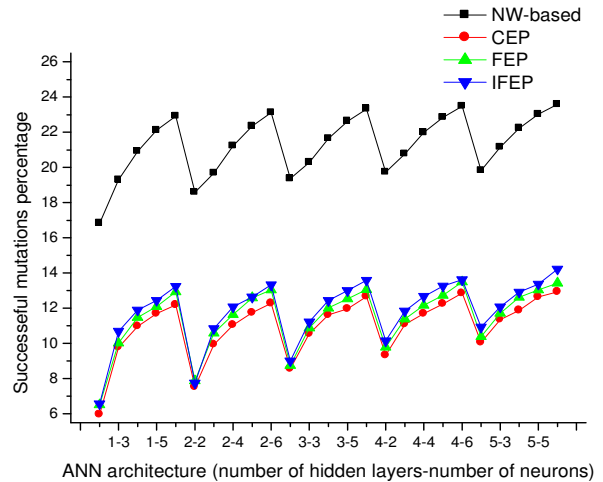 NW-based
CEP
FEP
IFEP
26
24
22
20
18
16
14
12
10
8
6
Successful mutations percentage
1-3 1-5 2-2 2-4 2-6 3-3 3-5 4-2 4-4 4-6 5-3 5-5
ANN architecture (number of hidden layers-number of neurons)